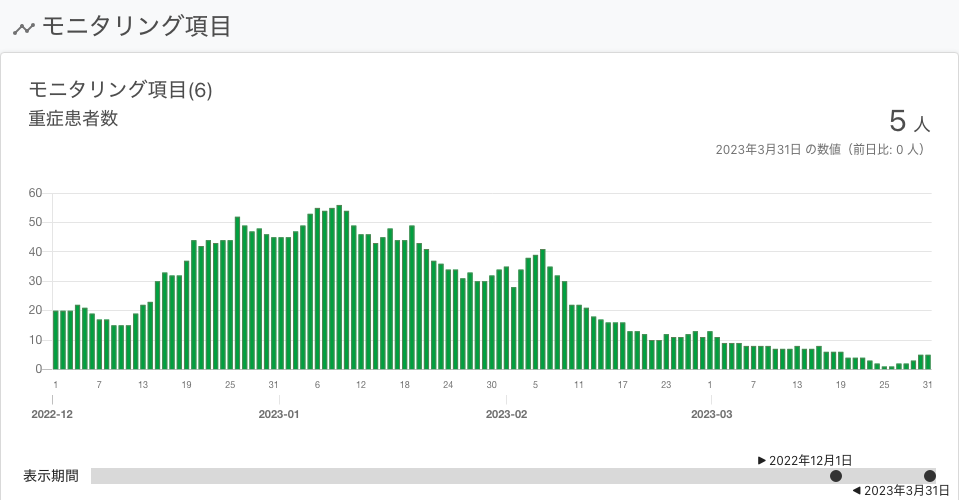 モニタリング項目
モニタリング項目(6)
重症患者数
5 人
2023年3月31日 の数値（前日比: 0 人）
60
50
40
30
20
10
0
1 7 13 19 25 31 6 12 18 24 30 5 11 17 23 1 7 13 19 25 31
2022-12 2023-01 2023-02 2023-03
2022年12月1日
表示期間
2023年3月31日